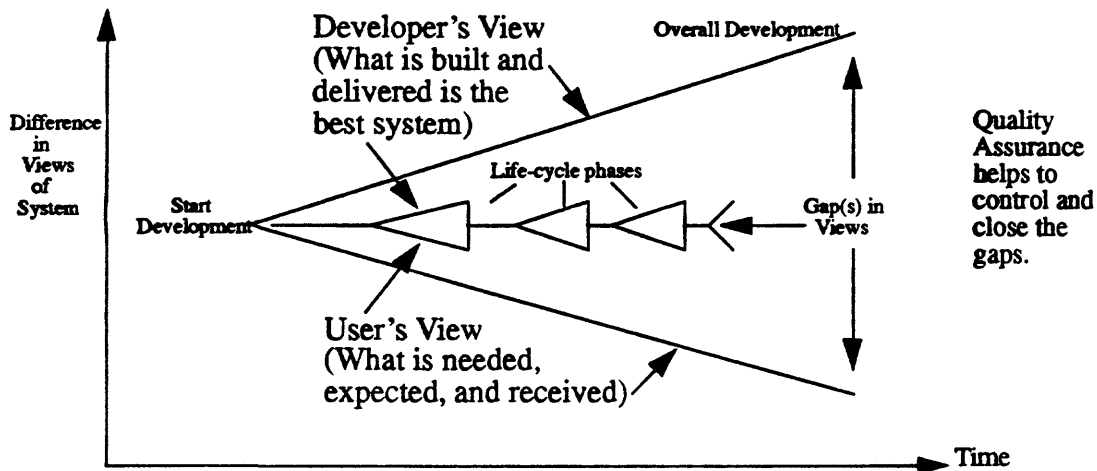 Developer's View
(What is built and
delivered is the
best system)
Overall Development
Difference
in
Views
of
System
Quality
Assurance
helps to
control and
close the
gaps.
Life-cycle phases
Start
Development
Gap(s) in
Views
User's View
(What is needed,
expected, and received)
Time